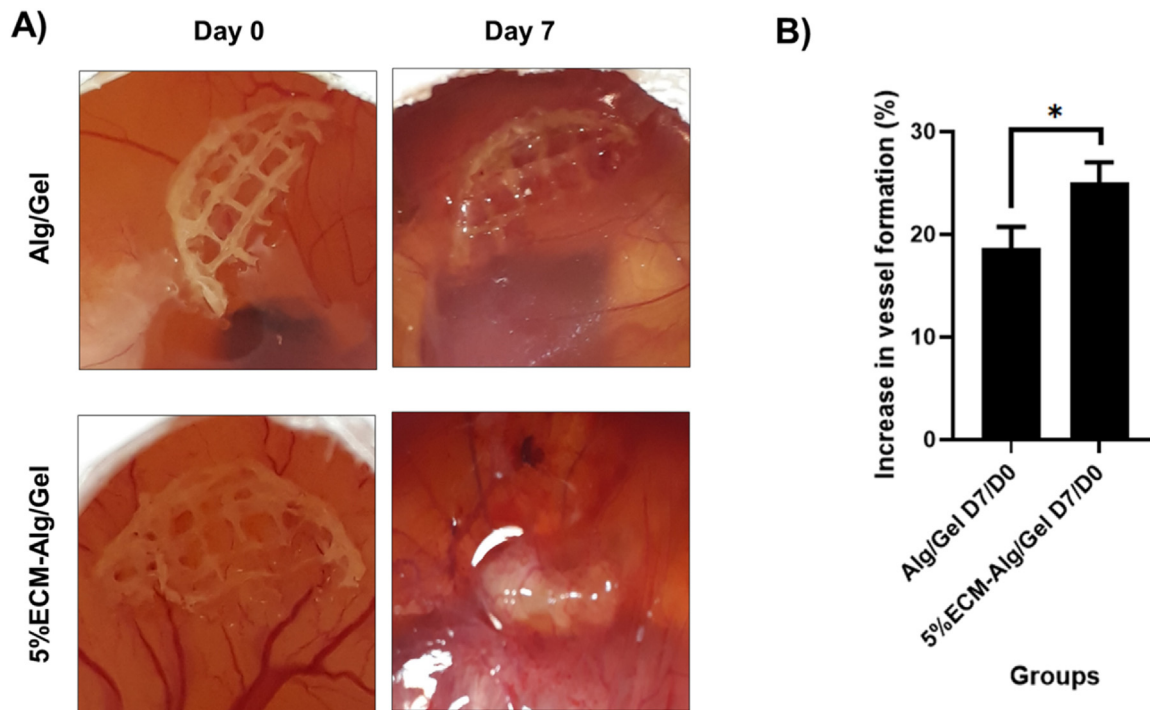 A)
Day 0
Day 7
Alg/Gel
5%ECM-Alg/Gel
B)
Increase in vessel formation (%)
30
20
10
0
*
Alg/Gel D7/D0
5%ECM-Alg/Gel D7/D0
Groups